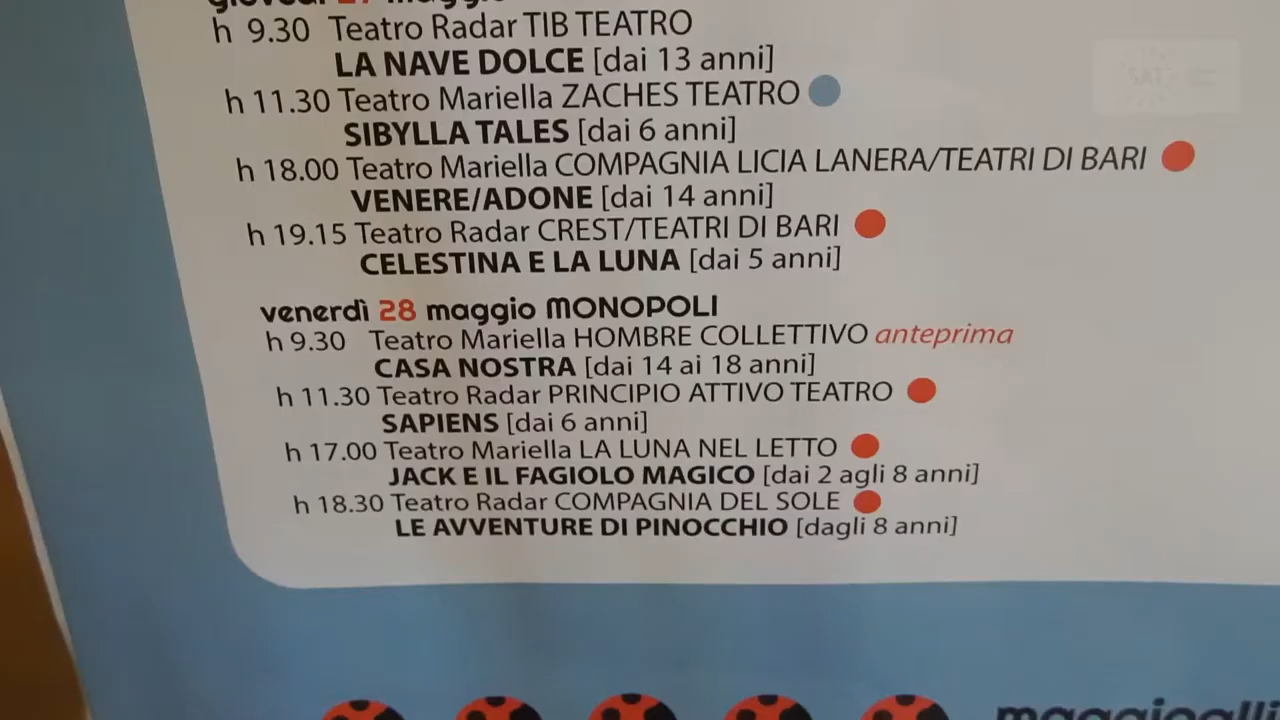 giovedì 27 maggio
h 9.30 Teatro Radar TIB TEATRO
LA NAVE DOLCE [dai 13 anni]
h 11.30 Teatro Mariella ZACHES TEATRO
SIBYLLA TALES [dai 6 anni]
h 18.00 Teatro Mariella COMPAGNIA LICIA LANERA/TEATRI DI BARI
VENERE/ADONE [dai 14 anni]
h 19.15 Teatro Radar CREST/TEATRI DI BARI
CELESTINA E LA LUNA [dai 5 anni]
venerdì 28 maggio MONOPOLI
h 9.30 Teatro Mariella HOMBRE COLLETTIVO anteprima
CASA NOSTRA [dai 14 ai 18 anni]
h 11.30 Teatro Radar PRINCIPIO ATTIVO TEATRO
SAPIENS [dai 6 anni]
h 17.00 Teatro Mariella LA LUNA NEL LETTO
JACK E IL FAGIOLO MAGICO [dai 2 agli 8 anni]
h 18.30 Teatro Radar COMPAGNIA DEL SOLE
LE AVVENTURE DI PINOCCHIO [dagli 8 anni]
SAT